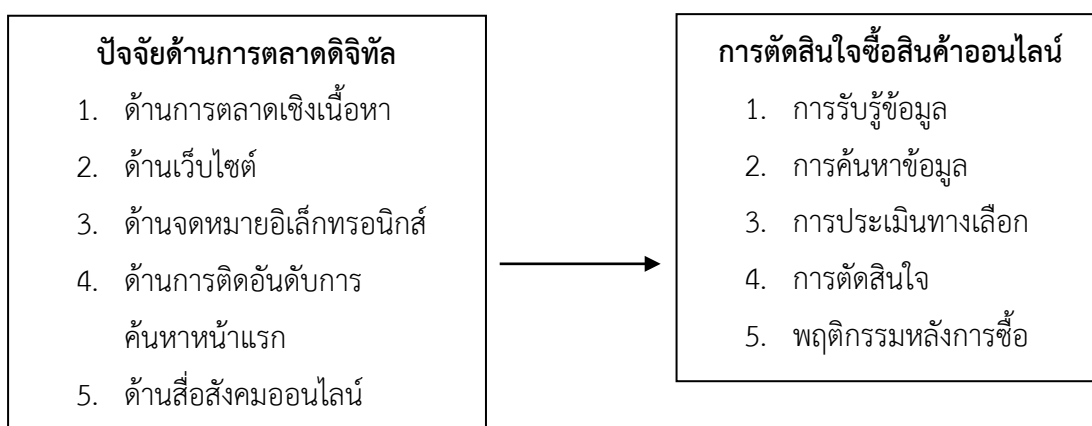 ปัจจัยด้านการตลาดดิจิทัล
1. ด้านการตลาดเชิงเนื้อหา
2. ด้านเว็บไซต์
3. ด้านจดหมายอิเล็กทรอนิกส์
4. ด้านการติดอันดับการ
ค้นหาหน้าแรก
5. ด้านสื่อสังคมออนไลน์
การตัดสินใจซื้อสินค้าออนไลน์
1. การรับรู้ข้อมูล
2. การค้นหาข้อมูล
3. การประเมินทางเลือก
4. การตัดสินใจ
5. พฤติกรรมหลังการซื้อ